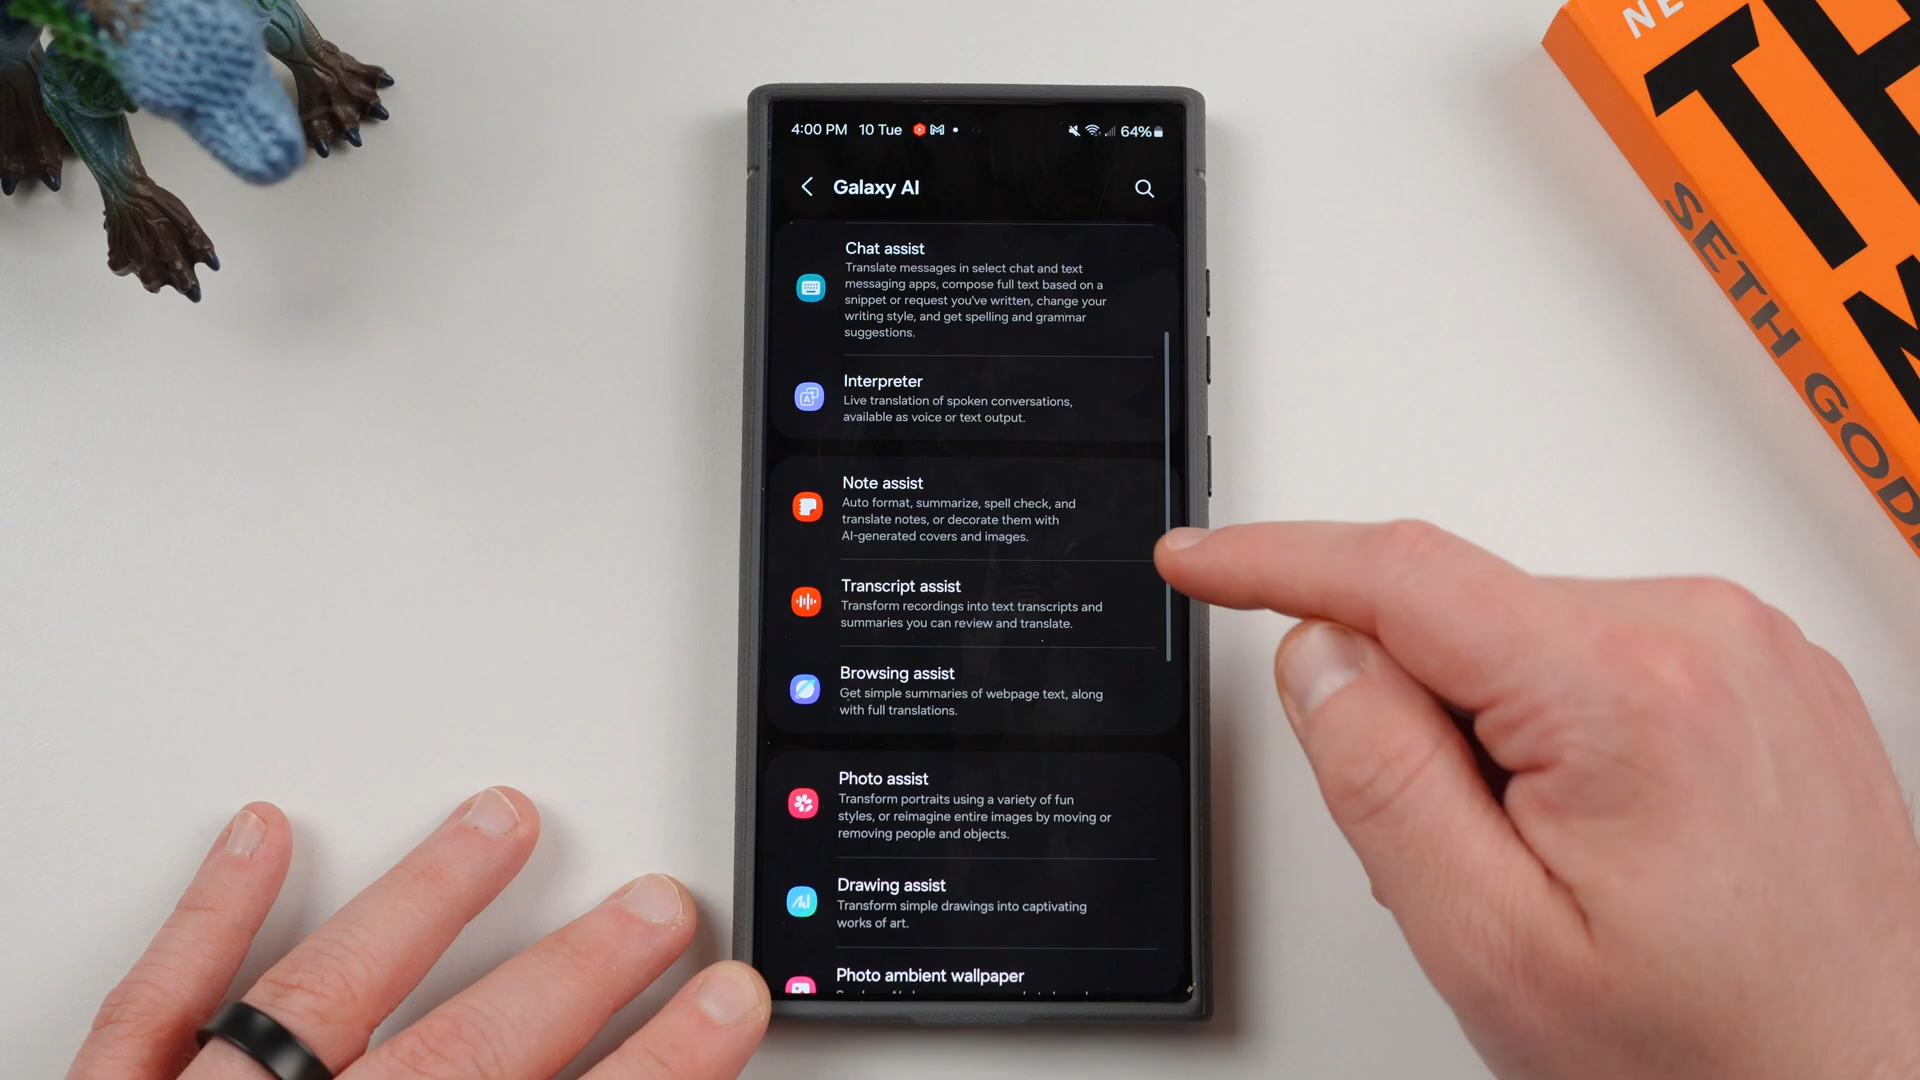 4:00 PM 10 Tue
64%
Galaxy AI
Chat assist
Translate messages in select chat and text
messaging apps, compose full text based on a
snippet or request you've written, change your
writing style, and get spelling and grammar
suggestions.
Interpreter
Live translation of spoken conversations,
available as voice or text output.
Note assist
Auto format, summarize, spell check, and
translate notes, or decorate them with
AI-generated covers and images.
Transcript assist
Transform recordings into text transcripts and
summaries you can review and translate.
Browsing assist
Get simple summaries of webpage text, along
with full translations.
Photo assist
Transform portraits using a variety of fun
styles, or reimagine entire images by moving or
removing people and objects.
Drawing assist
Transform simple drawings into captivating
works of art.
Photo ambient wallpaper
SETH GOD